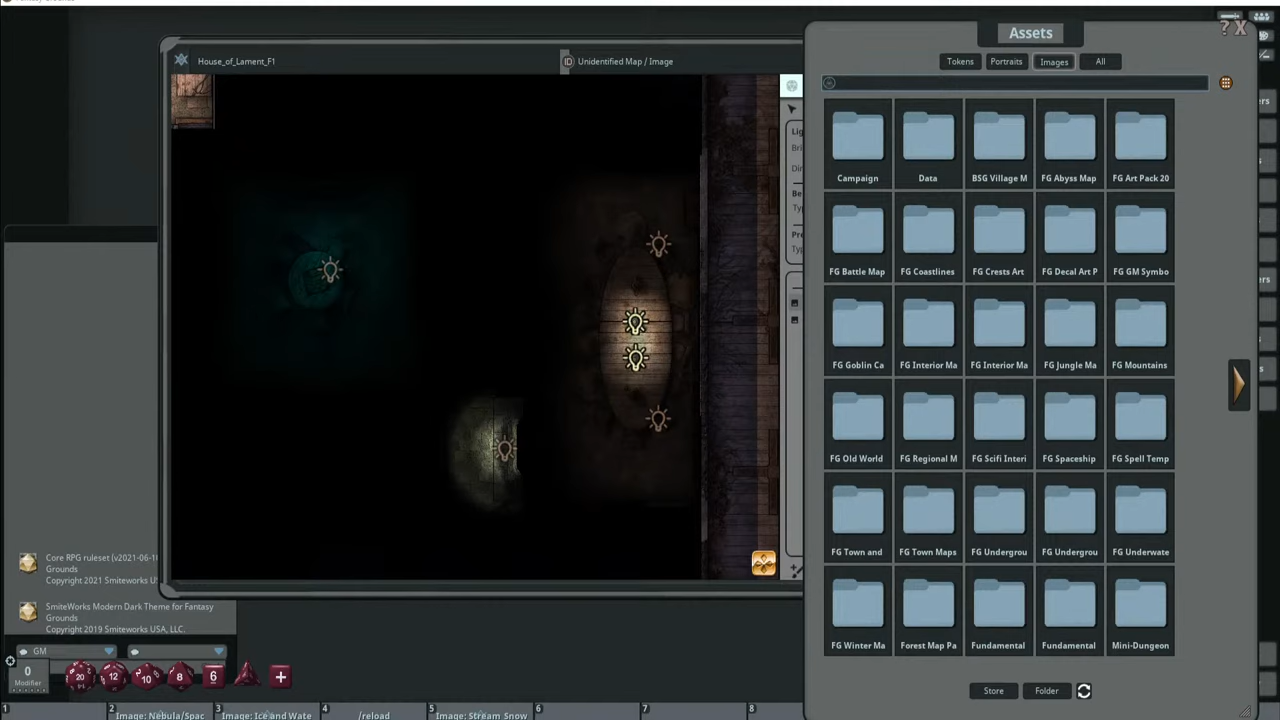 Assets
House_of_Lament_F1
ID Unidentified Map / Image
Tokens
Portraits
Images
All
Campaign
Data
BSG Village M
FG Abyss Map
FG Art Pack 20
FG Battle Map
FG Coastlines
FG Crests Art
FG Decal Art P
FG GM Symbo
FG Goblin Ca
FG Interior Ma
FG Interior Ma
FG Jungle Ma
FG Mountains
FG Old World
FG Regional M
FG Scifi Interi
FG Spaceship
FG Spell Temp
FG Town and
FG Town Maps
FG Undergrou
FG Undergrou
FG Underwate
FG Winter Ma
Forest Map Pa
Fundamental
Fundamental
Mini-Dungeon
Store
Folder
Core RPG ruleset (v2021-06-1
Grounds
Copyright 2021 Smiteworks US
SmiteWorks Modern Dark Theme for Fantasy
Grounds
Copyright 2019 Smiteworks USA, LLC.
GM
0
Modifier
20
12
10
8
6
1
2
Image: Nebula/Spac
3
Image: Ice and Wate
4
/reload
5
Image: Stream_Snow
6
7
8